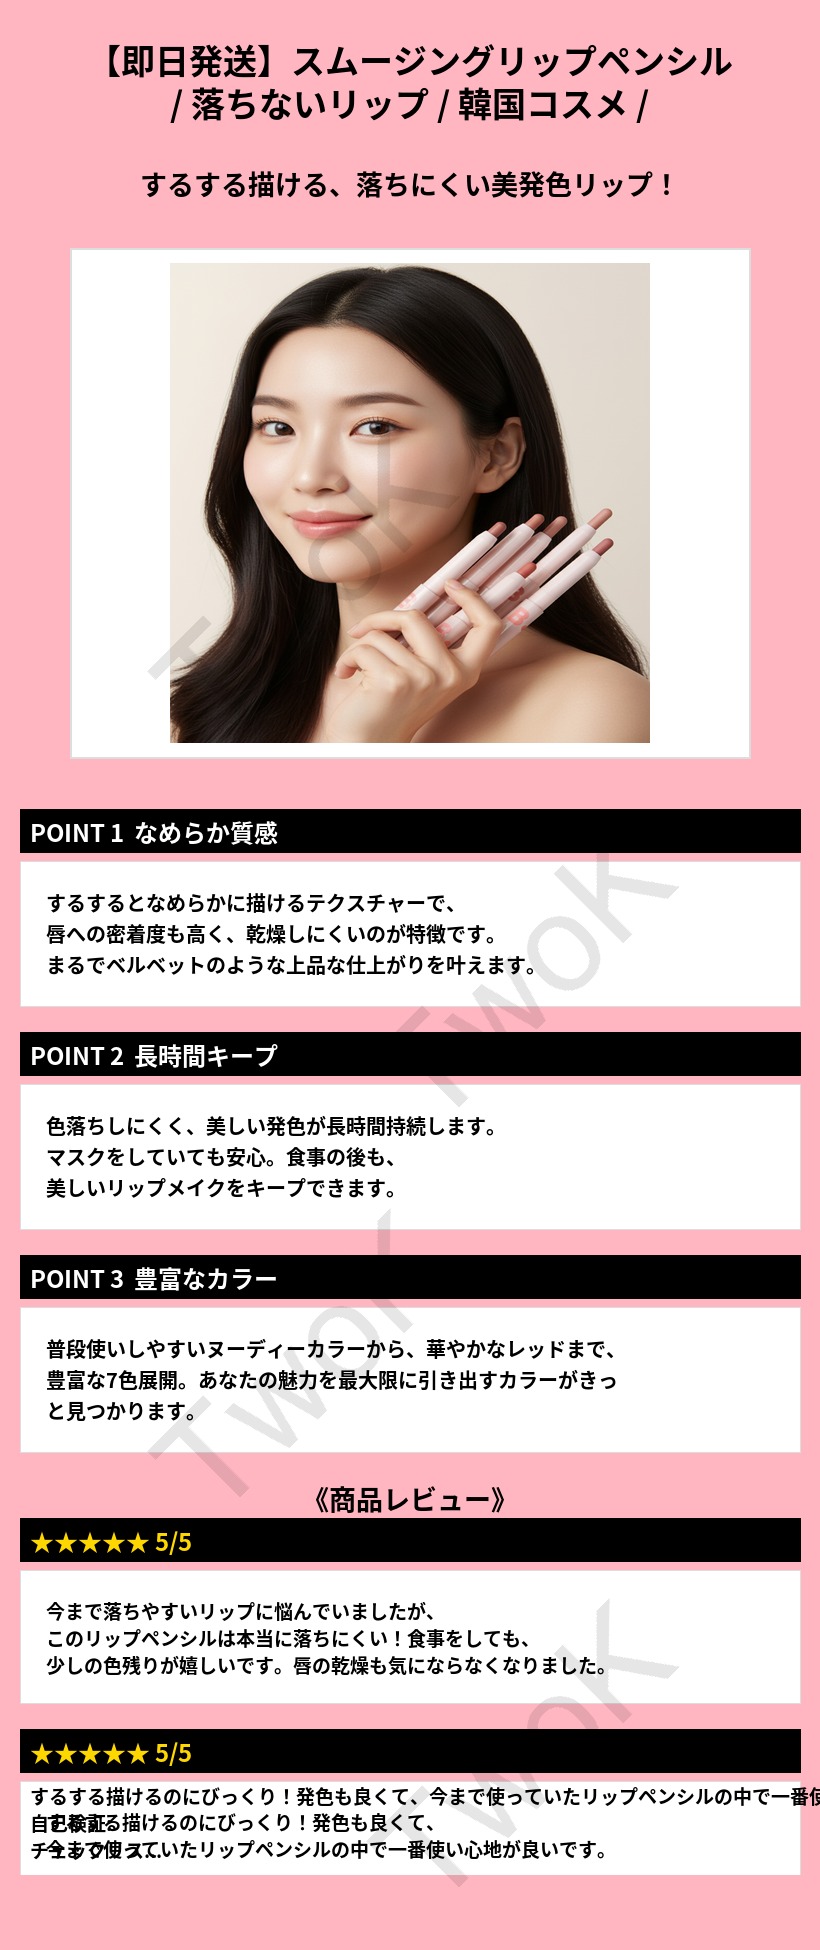 【即日発送】スムージングリップペンシル
/ 落ちないリップ / 韓国コスメ /
するする描ける、落ちにくい美発色リップ！
TwoK
POINT 1 なめらか質感
するするとなめらかに描けるテクスチャーで、
唇への密着度も高く、乾燥しにくいのが特徴です。
まるでベルベットのような上品な仕上がりを叶えます。
TwoK
POINT 2 長時間キープ
色落ちしにくく、美しい発色が長時間持続します。
マスクをしていても安心。食事の後も、
美しいリップメイクをキープできます。
POINT 3 豊富なカラー
普段使いしやすいヌーディーカラーから、華やかなレッドまで、
豊富な7色展開。あなたの魅力を最大限に引き出すカラーがきっ
と見つかります。
TwoK
《商品レビュー》
★★★★★ 5/5
今まで落ちやすいリップに悩んでいましたが、
このリップペンシルは本当に落ちにくい！食事をしても、
少しの色残りが嬉しいです。唇の乾燥も気にならなくなりました。
TwoK
★★★★★ 5/5
するする描けるのにびっくり！発色も良くて、今まで使っていたリップペンシルの中で一番使
自己検証
するする描けるのにびっくり！発色も良くて、
今まで使っていたリップペンシルの中で一番使い心地が良いです。